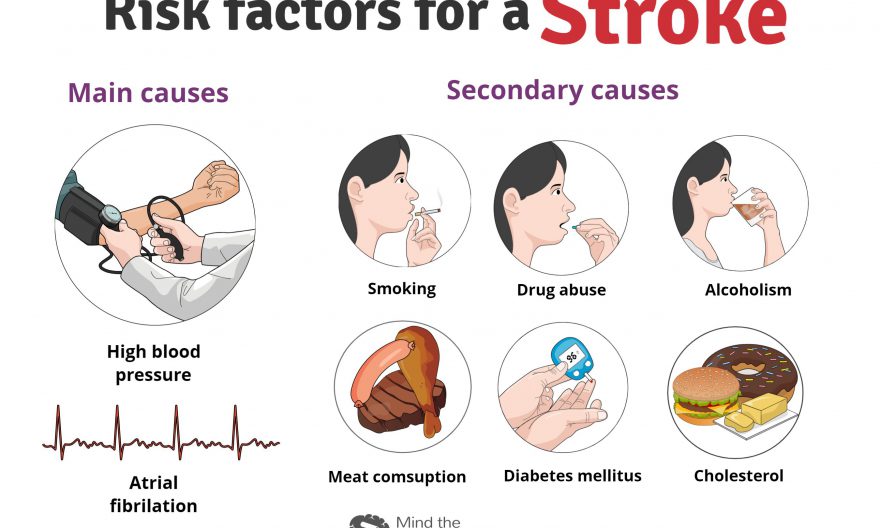 Risk factors for a Stroke
Main causes
Secondary causes
High blood
pressure
Atrial
fibrilation
Smoking
Drug abuse
Alcoholism
Meat comsuption
Diabetes mellitus
Cholesterol
96
Mind the